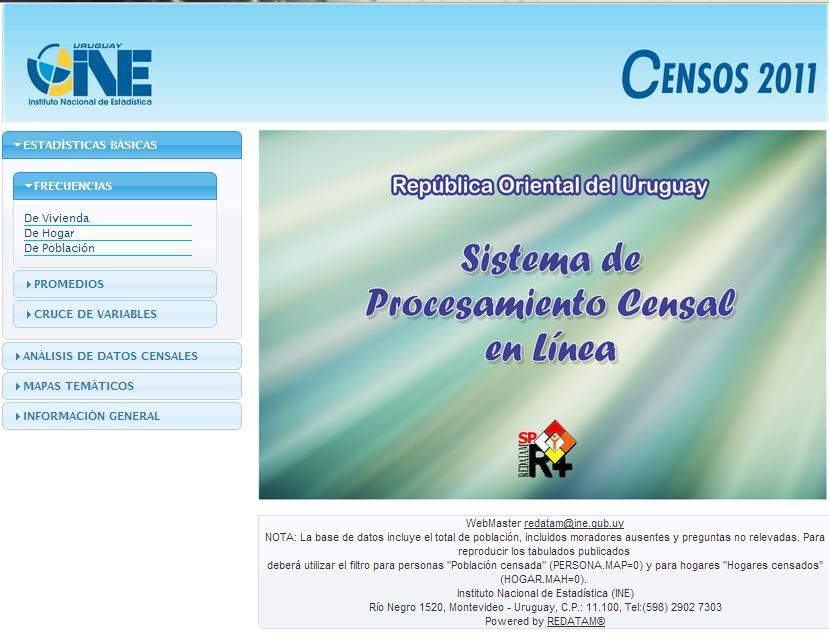 URUGUAY
INE
Instituto Nacional de Estadística
CENSOS 2011
ESTADÍSTICAS BÁSICAS
FRECUENCIAS
De Vivienda
De Hogar
De Población
PROMEDIOS
CRUCE DE VARIABLES
ANÁLISIS DE DATOS CENSALES
MAPAS TEMÁTICOS
INFORMACIÓN GENERAL
República Oriental del Uruguay
Sistema de
Procesamiento Censal
en Línea
SP
REDATAM
R+
WebMaster redatam@ine.gub.uy
NOTA: La base de datos incluye el total de población, incluidos moradores ausentes y preguntas no relevadas. Para
reproducir los tabulados publicados
deberá utilizar el filtro para personas "Población censada" (PERSONA.MAP=0) y para hogares "Hogares censados"
(HOGAR.MAH=0).
Instituto Nacional de Estadística (INE)
Río Negro 1520, Montevideo - Uruguay, C.P.: 11.100, Tel:(598) 2902 7303
Powered by REDATAM®